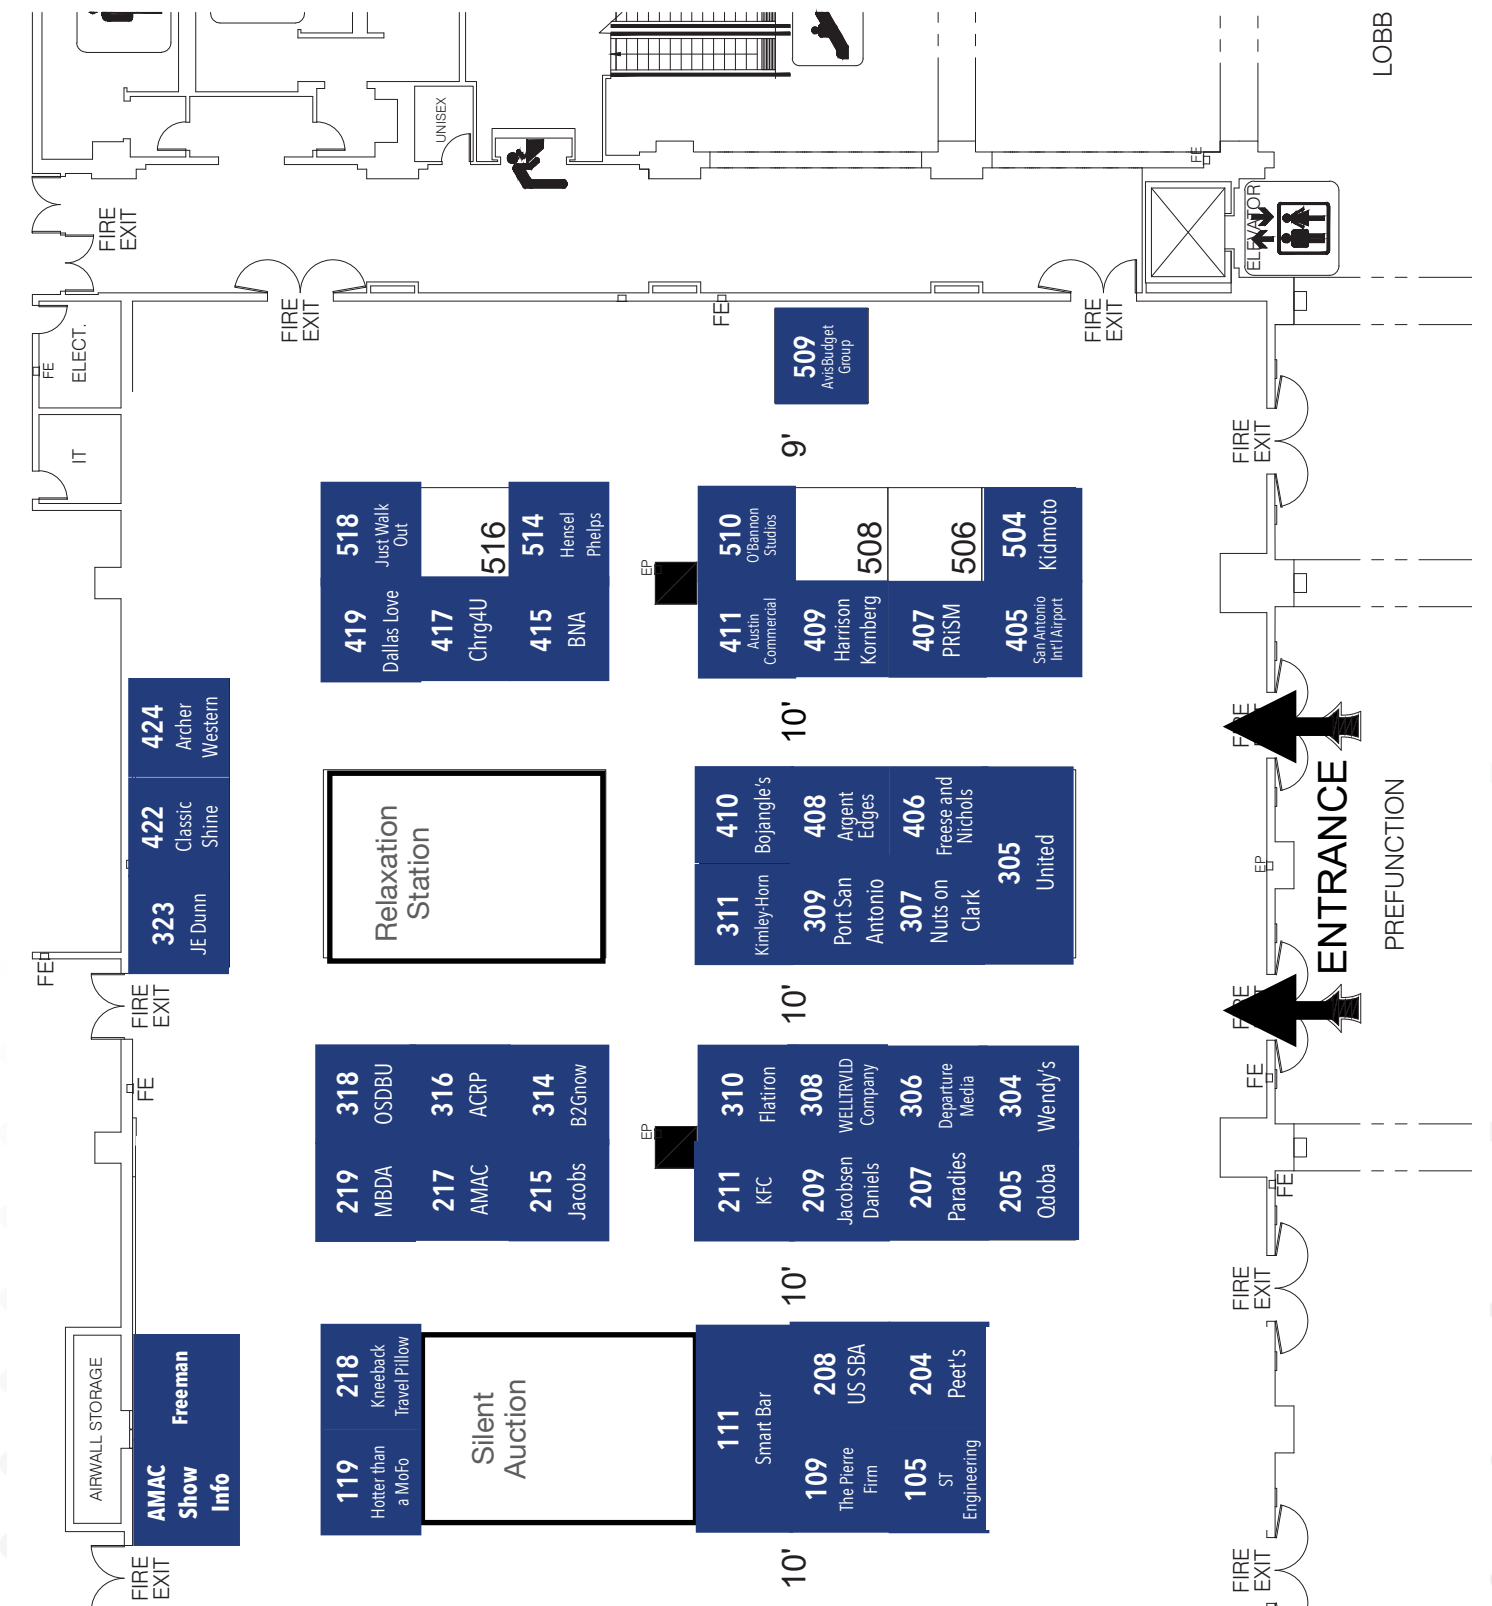 LOBB
UNISEX
FE
ELEVATOR
FIRE
EXIT
FIRE
EXIT
FE
FIRE
EXIT
ELECT.
FE
IT
509
AvisBudget
Group
9'
FIRE
EXIT
518
Just Walk
Out
516
514
Hensel
Phelps
EP
510
O'Bannon
Studios
508
506
504
Kidmoto
419
Dallas Love
417
Chrg4U
415
BNA
411
Austin
Commercial
409
Harrison
Kornberg
407
PRiSM
405
San Antonio
Int'l Airport
424
Archer
Western
422
Classic
Shine
323
JE Dunn
10'
FIRE
Relaxation
Station
410
Bojangle's
408
Argent
Edges
406
Freese and
Nichols
305
United
311
Kimley-Horn
309
Port San
Antonio
307
Nuts on
Clark
EP
ENTRANCE
PREFUNCTION
FE
FIRE
EXIT
10'
FIRE
FE
FE
318
OSDBU
316
ACRP
314
B2Gnow
EP
310
Flatiron
308
WELLTRVLD
Company
306
Departure
Media
304
Wendy's
219
MBDA
217
AMAC
215
Jacobs
211
KFC
209
Jacobsen
Daniels
207
Paradies
205
Qdoba
FE
10'
FIRE
EXIT
AIRWALL STORAGE
Freeman
AMAC
Show
Info
218
Kneeback
Travel Pillow
119
Hotter than
a MoFo
Silent
Auction
111
Smart Bar
208
US SBA
204
Peet's
109
The Pierre
Firm
105
ST
Engineering
FIRE
EXIT
10'
FIRE
EXIT